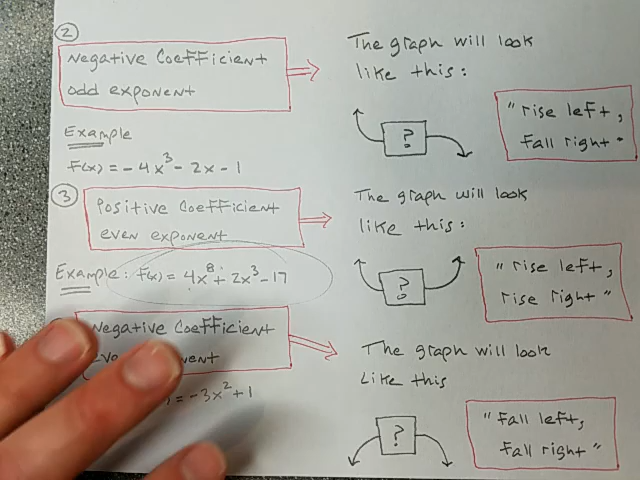 2
Negative Coefficient
odd exponent
The graph will look
like this:
?
"rise left,
Fall right"
Example
F(x) = -4x³ - 2x - 1
3
Positive Coefficient
even exponent
The graph will look
like this:
?
"rise left,
rise right"
Example: F(x) = 4x⁸ + 2x³ - 17
Negative Coefficient
The graph will look
Like this
= -3x² + 1
?
"Fall left,
Fall right"